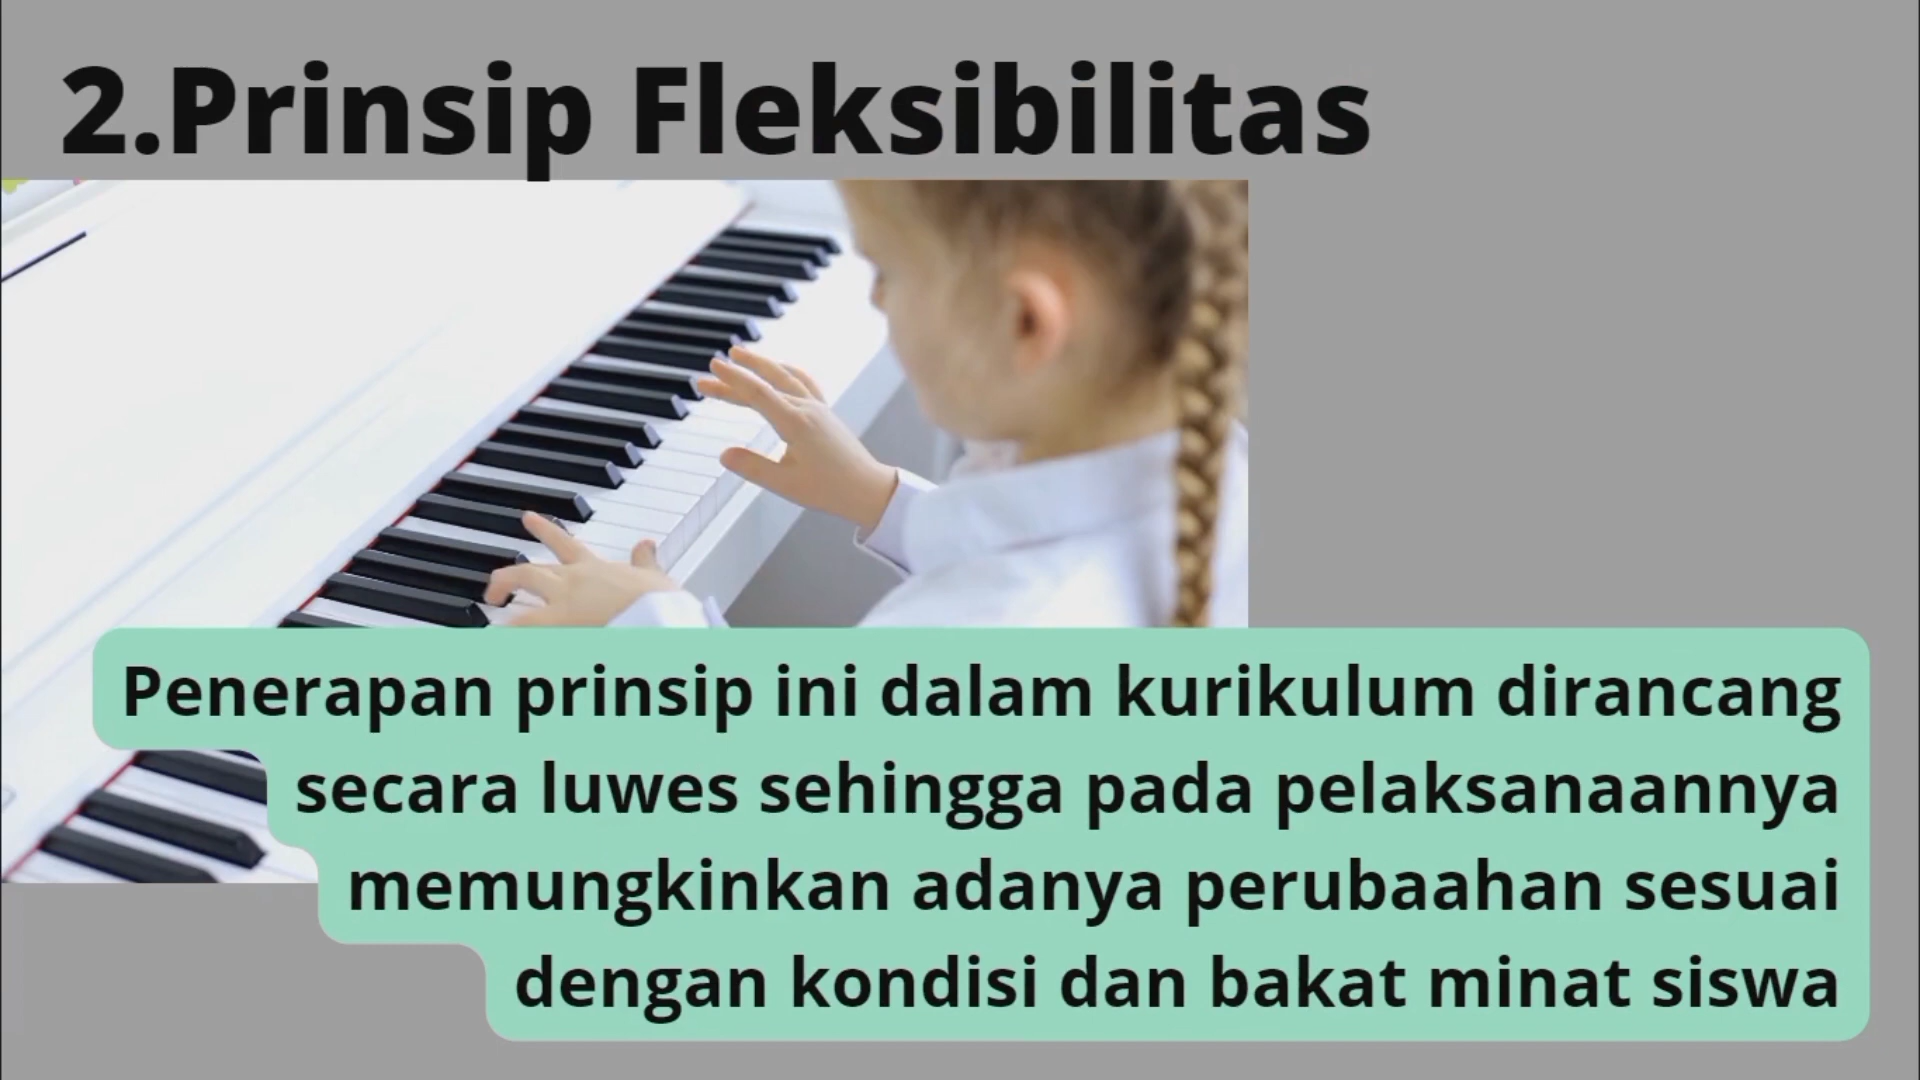 2.Prinsip Fleksibilitas
Penerapan prinsip ini dalam kurikulum dirancang
secara luwes sehingga pada pelaksanaannya
memungkinkan adanya perubaahan sesuai
dengan kondisi dan bakat minat siswa